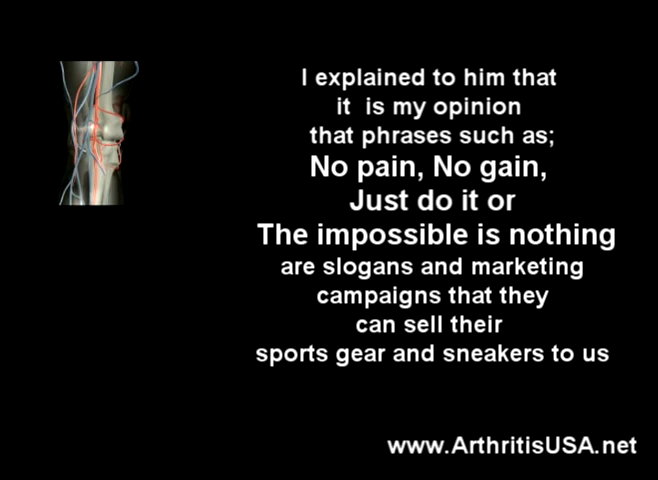 I explained to him that
it is my opinion
that phrases such as;
No pain, No gain,
Just do it or
The impossible is nothing
are slogans and marketing
campaigns that they
can sell their
sports gear and sneakers to us
www.ArthritisUSA.net